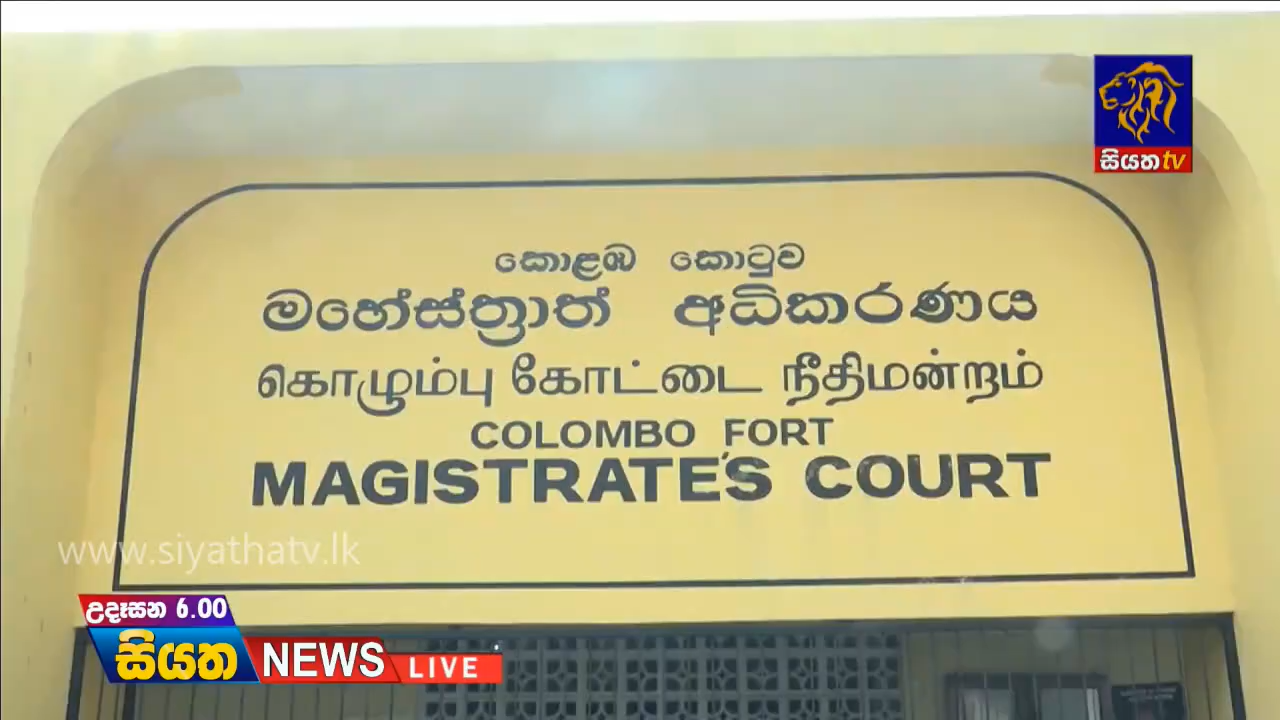 සියත tv
කොළඹ කොටුව
මහේස්ත්‍රාත් අධිකරණය
கொழும்பு கோட்டை நீதிமன்றம்
COLOMBO FORT
MAGISTRATE'S COURT
www.siyathatv.lk
උදෑසන 6.00
සියත NEWS LIVE